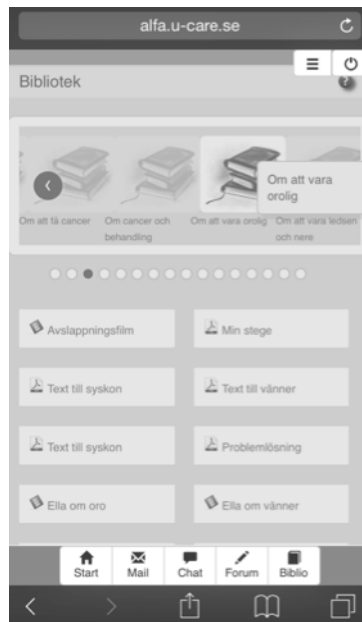 alfa.u-care.se
Bibliotek
?
Om att vara
orolig
Om att få cancer
Om cancer och
behandling
Om att vara orolig
Om att vara ledsen
och nere
Avslappningsfilm
Min stege
Text till syskon
Text till vänner
Text till syskon
Problemlösning
Ella om oro
Ella om vänner
Start
Mail
Chat
Forum
Biblio